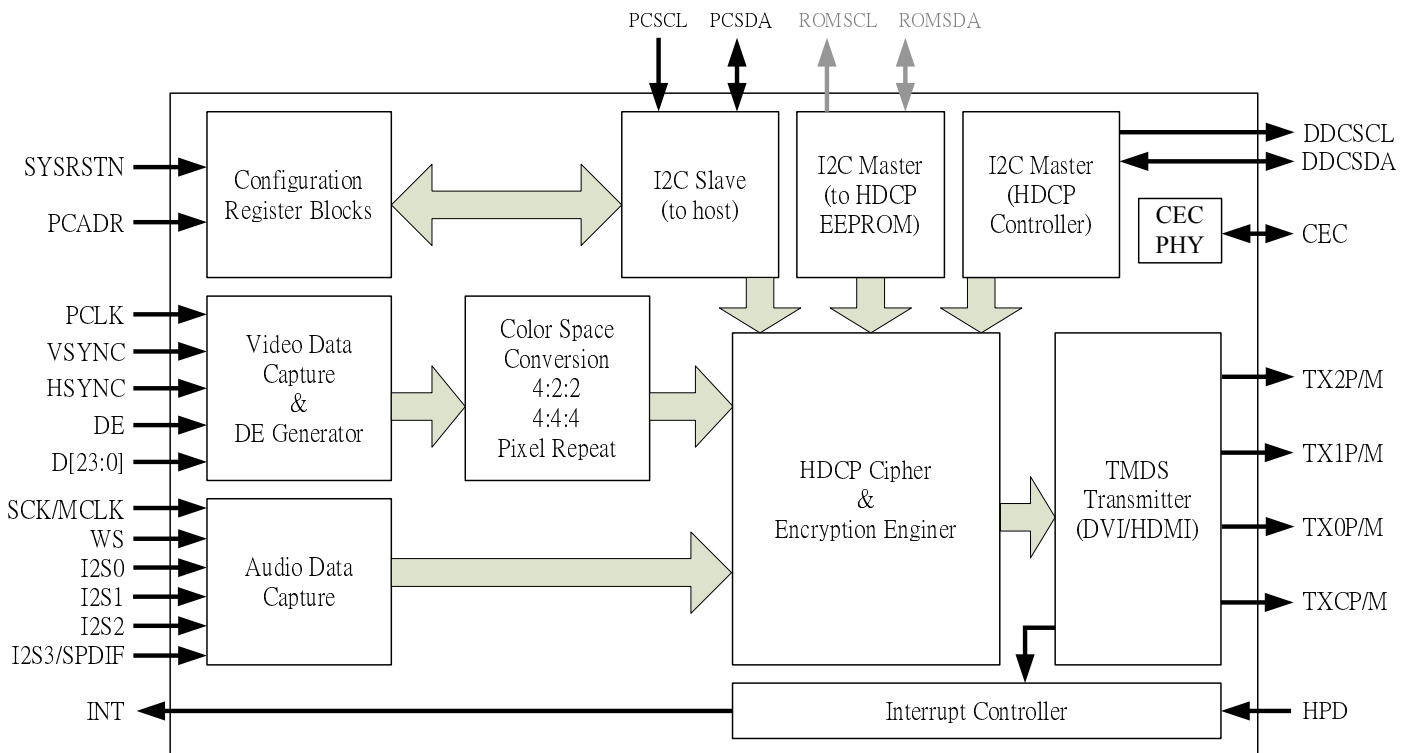 PCSCL
PCSDA
ROMSCL
ROMSDA
SYSRSTN
PCADR
Configuration
Register Blocks
I2C Slave
(to host)
I2C Master
(to HDCP
EEPROM)
I2C Master
(HDCP
Controller)
DDCSCL
DDCSDA
CEC
PHY
CEC
PCLK
VSYNC
HSYNC
DE
D[23:0]
Video Data
Capture
&
DE Generator
Color Space
Conversion
4:2:2
4:4:4
Pixel Repeat
HDCP Cipher
&
Encryption Enginer
TMDS
Transmitter
(DVI/HDMI)
TX2P/M
TX1P/M
TX0P/M
TXCP/M
SCK/MCLK
WS
I2S0
I2S1
I2S2
I2S3/SPDIF
Audio Data
Capture
INT
Interrupt Controller
HPD